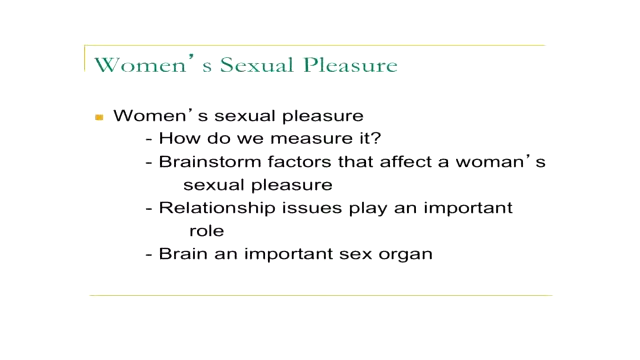 Women's Sexual Pleasure
Women's sexual pleasure
- How do we measure it?
- Brainstorm factors that affect a woman's
sexual pleasure
- Relationship issues play an important
role
- Brain an important sex organ